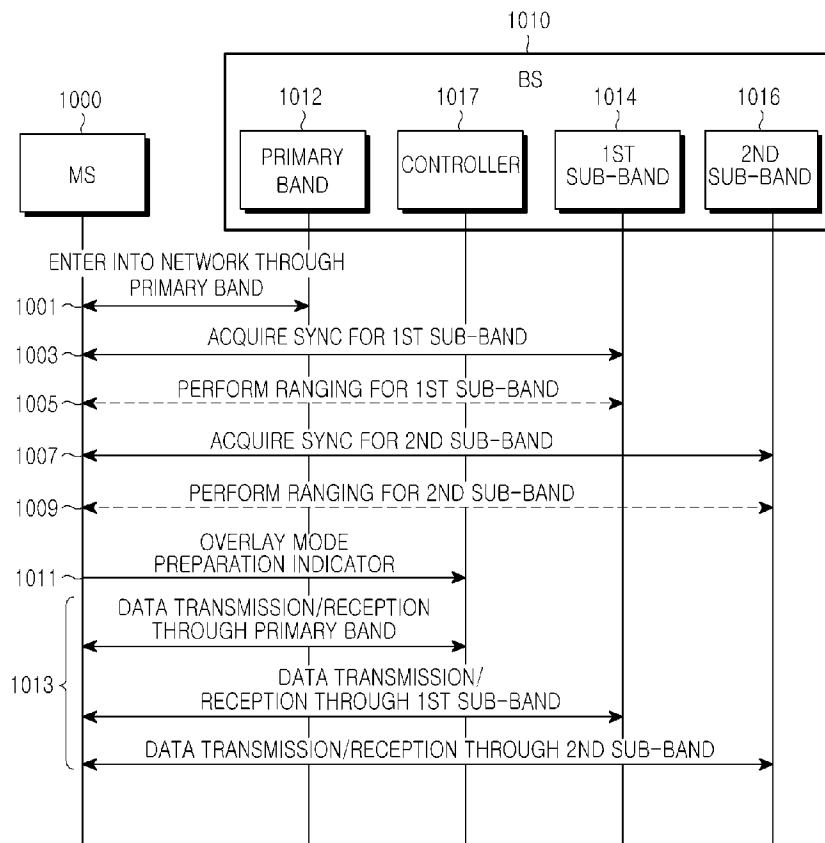 1010
BS
1000
1012
1017
1014
1016
MS
PRIMARY
BAND
CONTROLLER
1ST
SUB-BAND
2ND
SUB-BAND
ENTER INTO NETWORK THROUGH
PRIMARY BAND
1001
ACQUIRE SYNC FOR 1ST SUB-BAND
1003
PERFORM RANGING FOR 1ST SUB-BAND
1005
ACQUIRE SYNC FOR 2ND SUB-BAND
1007
PERFORM RANGING FOR 2ND SUB-BAND
1009
OVERLAY MODE
PREPARATION INDICATOR
1011
DATA TRANSMISSION/RECEPTION
THROUGH PRIMARY BAND
1013
DATA TRANSMISSION/
RECEPTION THROUGH 1ST SUB-BAND
DATA TRANSMISSION/RECEPTION THROUGH 2ND SUB-BAND